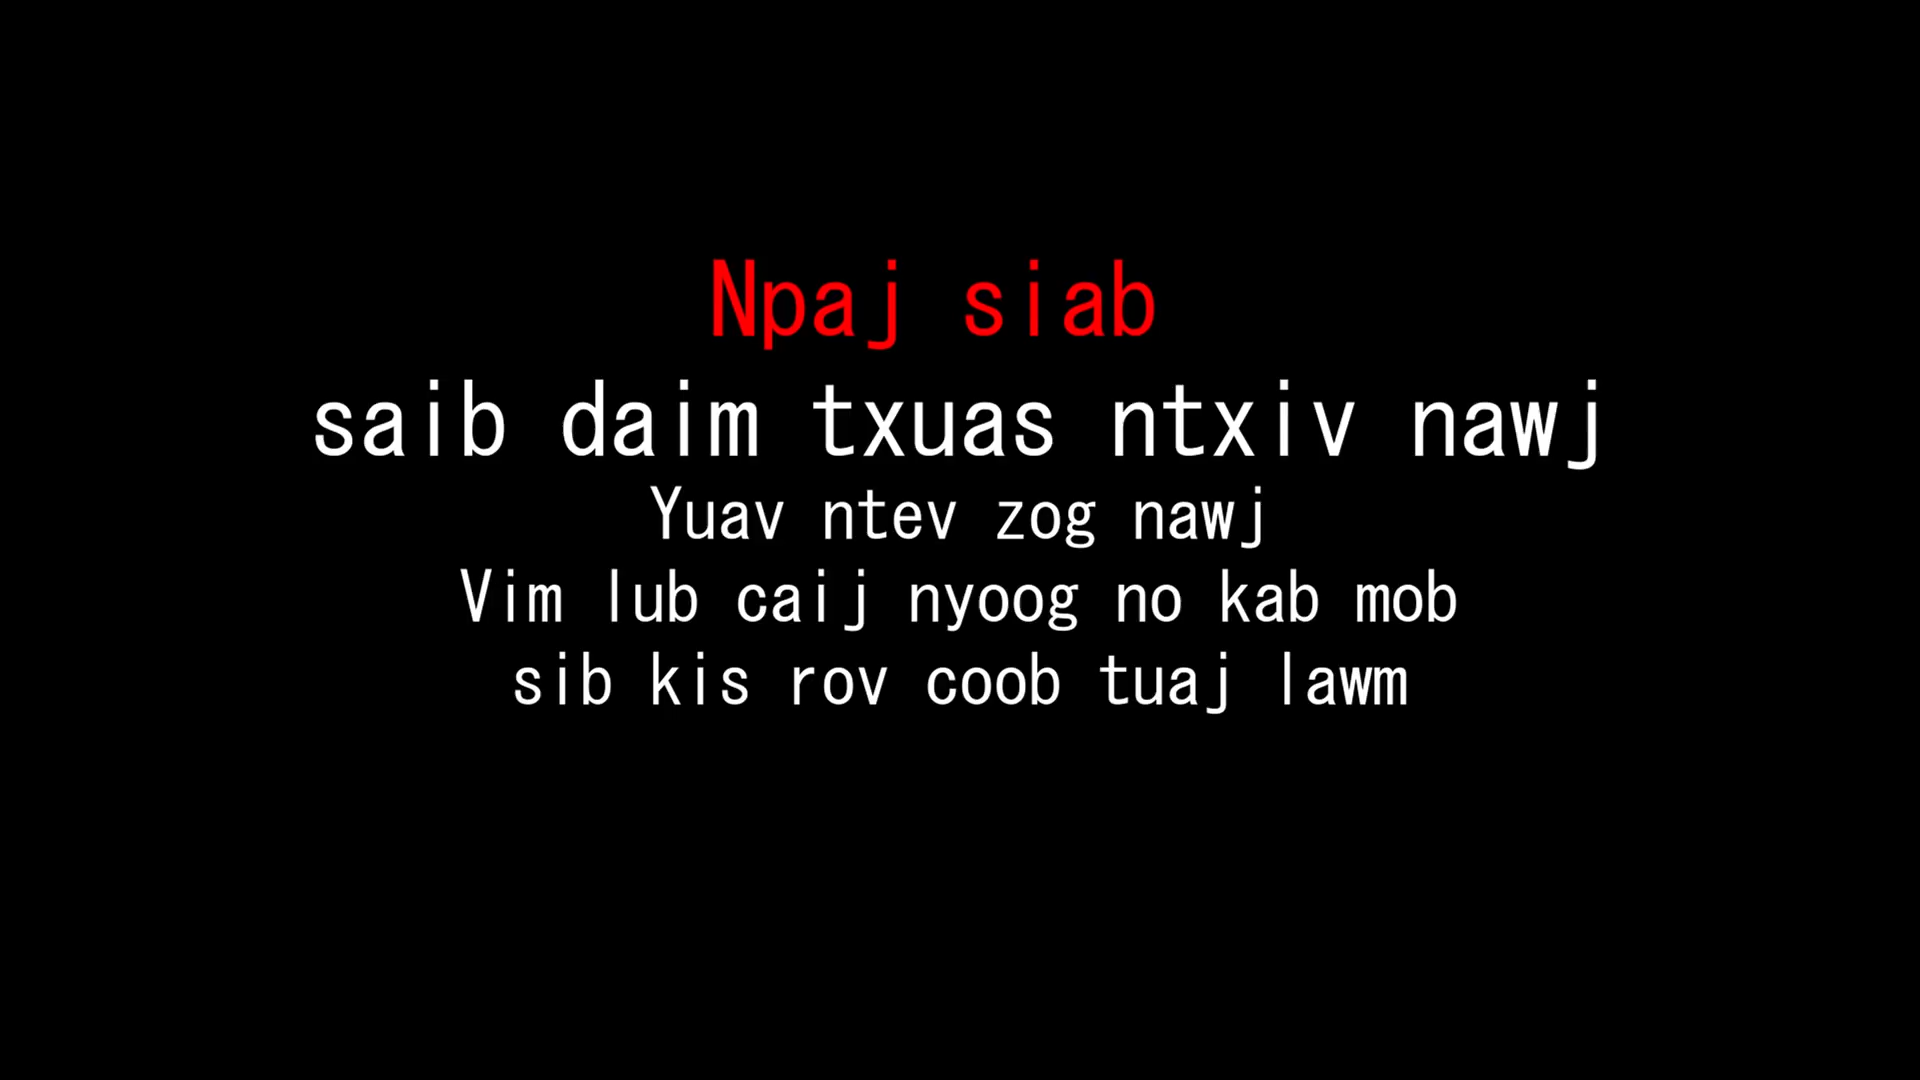 Npaj siab
saib daim txuas ntxiv nawj
Yuav ntev zog nawj
Vim lub caij nyoog no kab mob
sib kis rov coob tuaj lawm